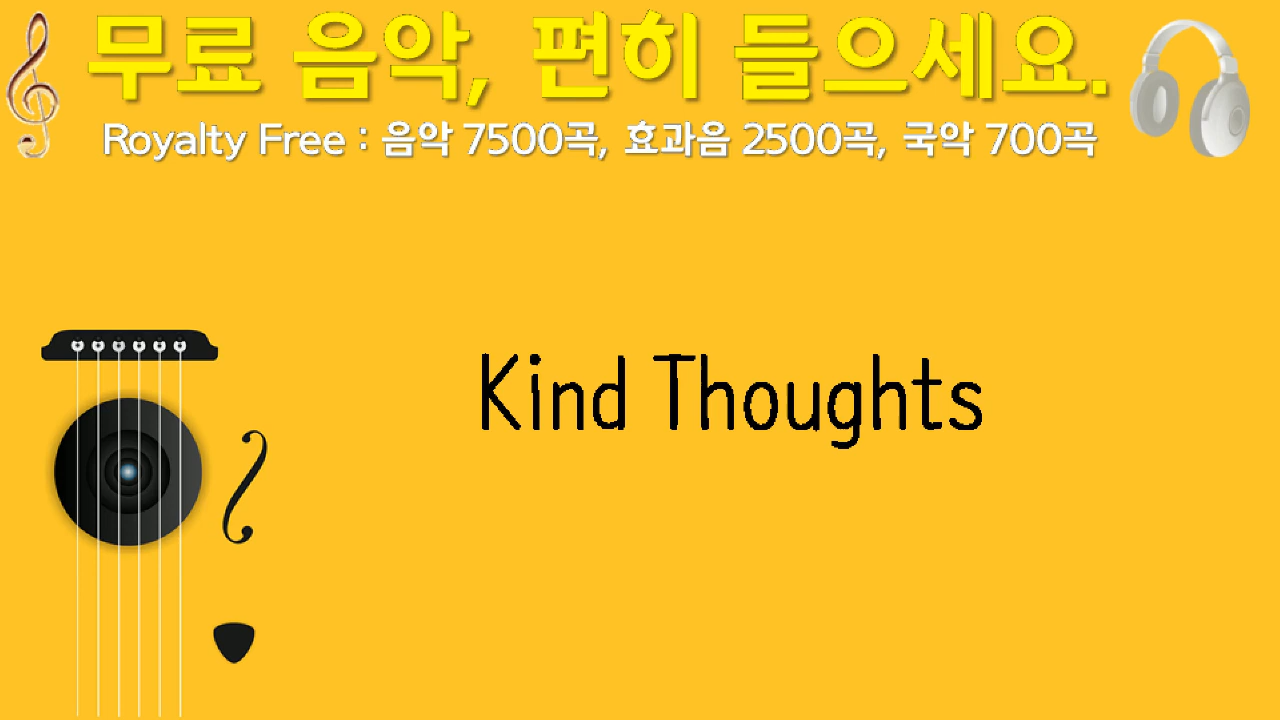 무료 음악, 편히 들으세요.
Royalty Free : 음악 7500곡, 효과음 2500곡, 국악 700곡
Kind Thoughts